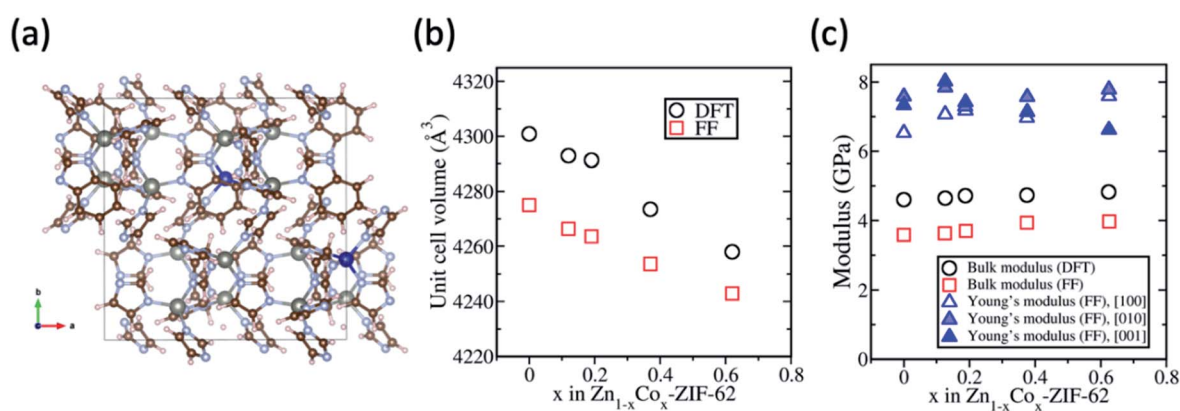 (a)
b
a
(b)
Unit cell volume (Å³)
4320
4300
4280
4260
4240
4220
DFT
FF
0
0.2
0.4
0.6
0.8
x in Zn₁₋ₓCoₓ-ZIF-62
(c)
Modulus (GPa)
8
6
4
2
0
Bulk modulus (DFT)
Bulk modulus (FF)
Young's modulus (FF), [100]
Young's modulus (FF), [010]
Young's modulus (FF), [001]
0
0.2
0.4
0.6
0.8
x in Zn₁₋ₓCoₓ-ZIF-62